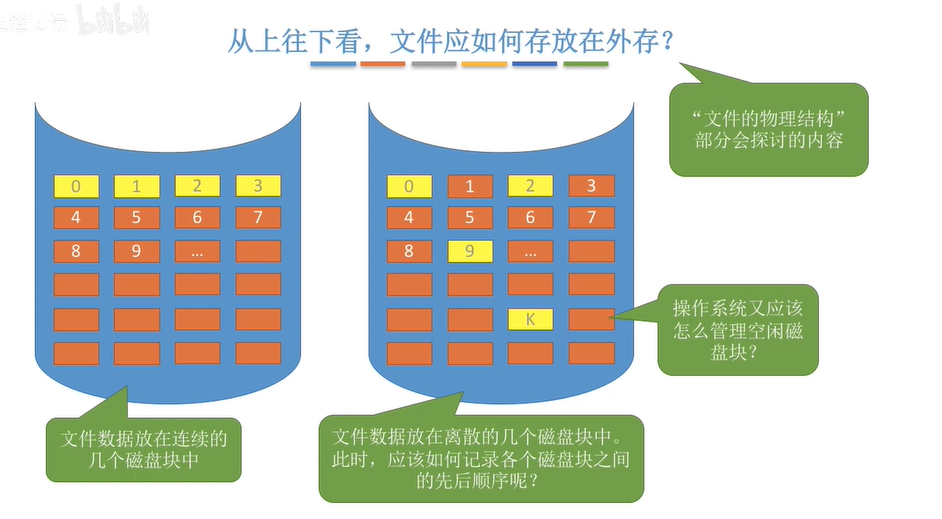 bilibili
从上往下看，文件应如何存放在外存？
“文件的物理结构”
部分会探讨的内容
0 1 2 3
4 5 6 7
8 9 ...
0 1 2 3
4 5 6 7
8 9 ...
K
操作系统又应该
怎么管理空闲磁
盘块？
文件数据放在连续的
几个磁盘块中
文件数据放在离散的几个磁盘块中。
此时，应该如何记录各个磁盘块之间
的先后顺序呢？